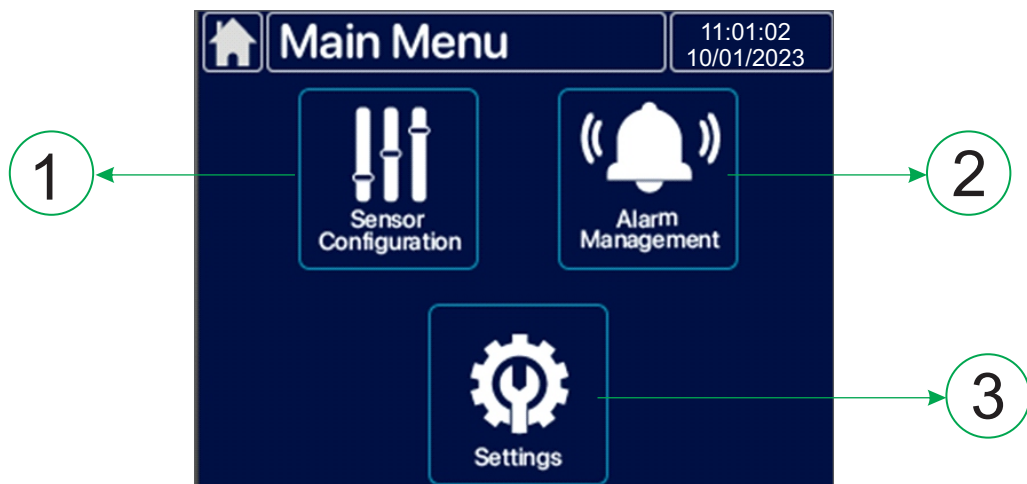 Main Menu
11:01:02
10/01/2023
1
Sensor
Configuration
Alarm
Management
2
Settings
3